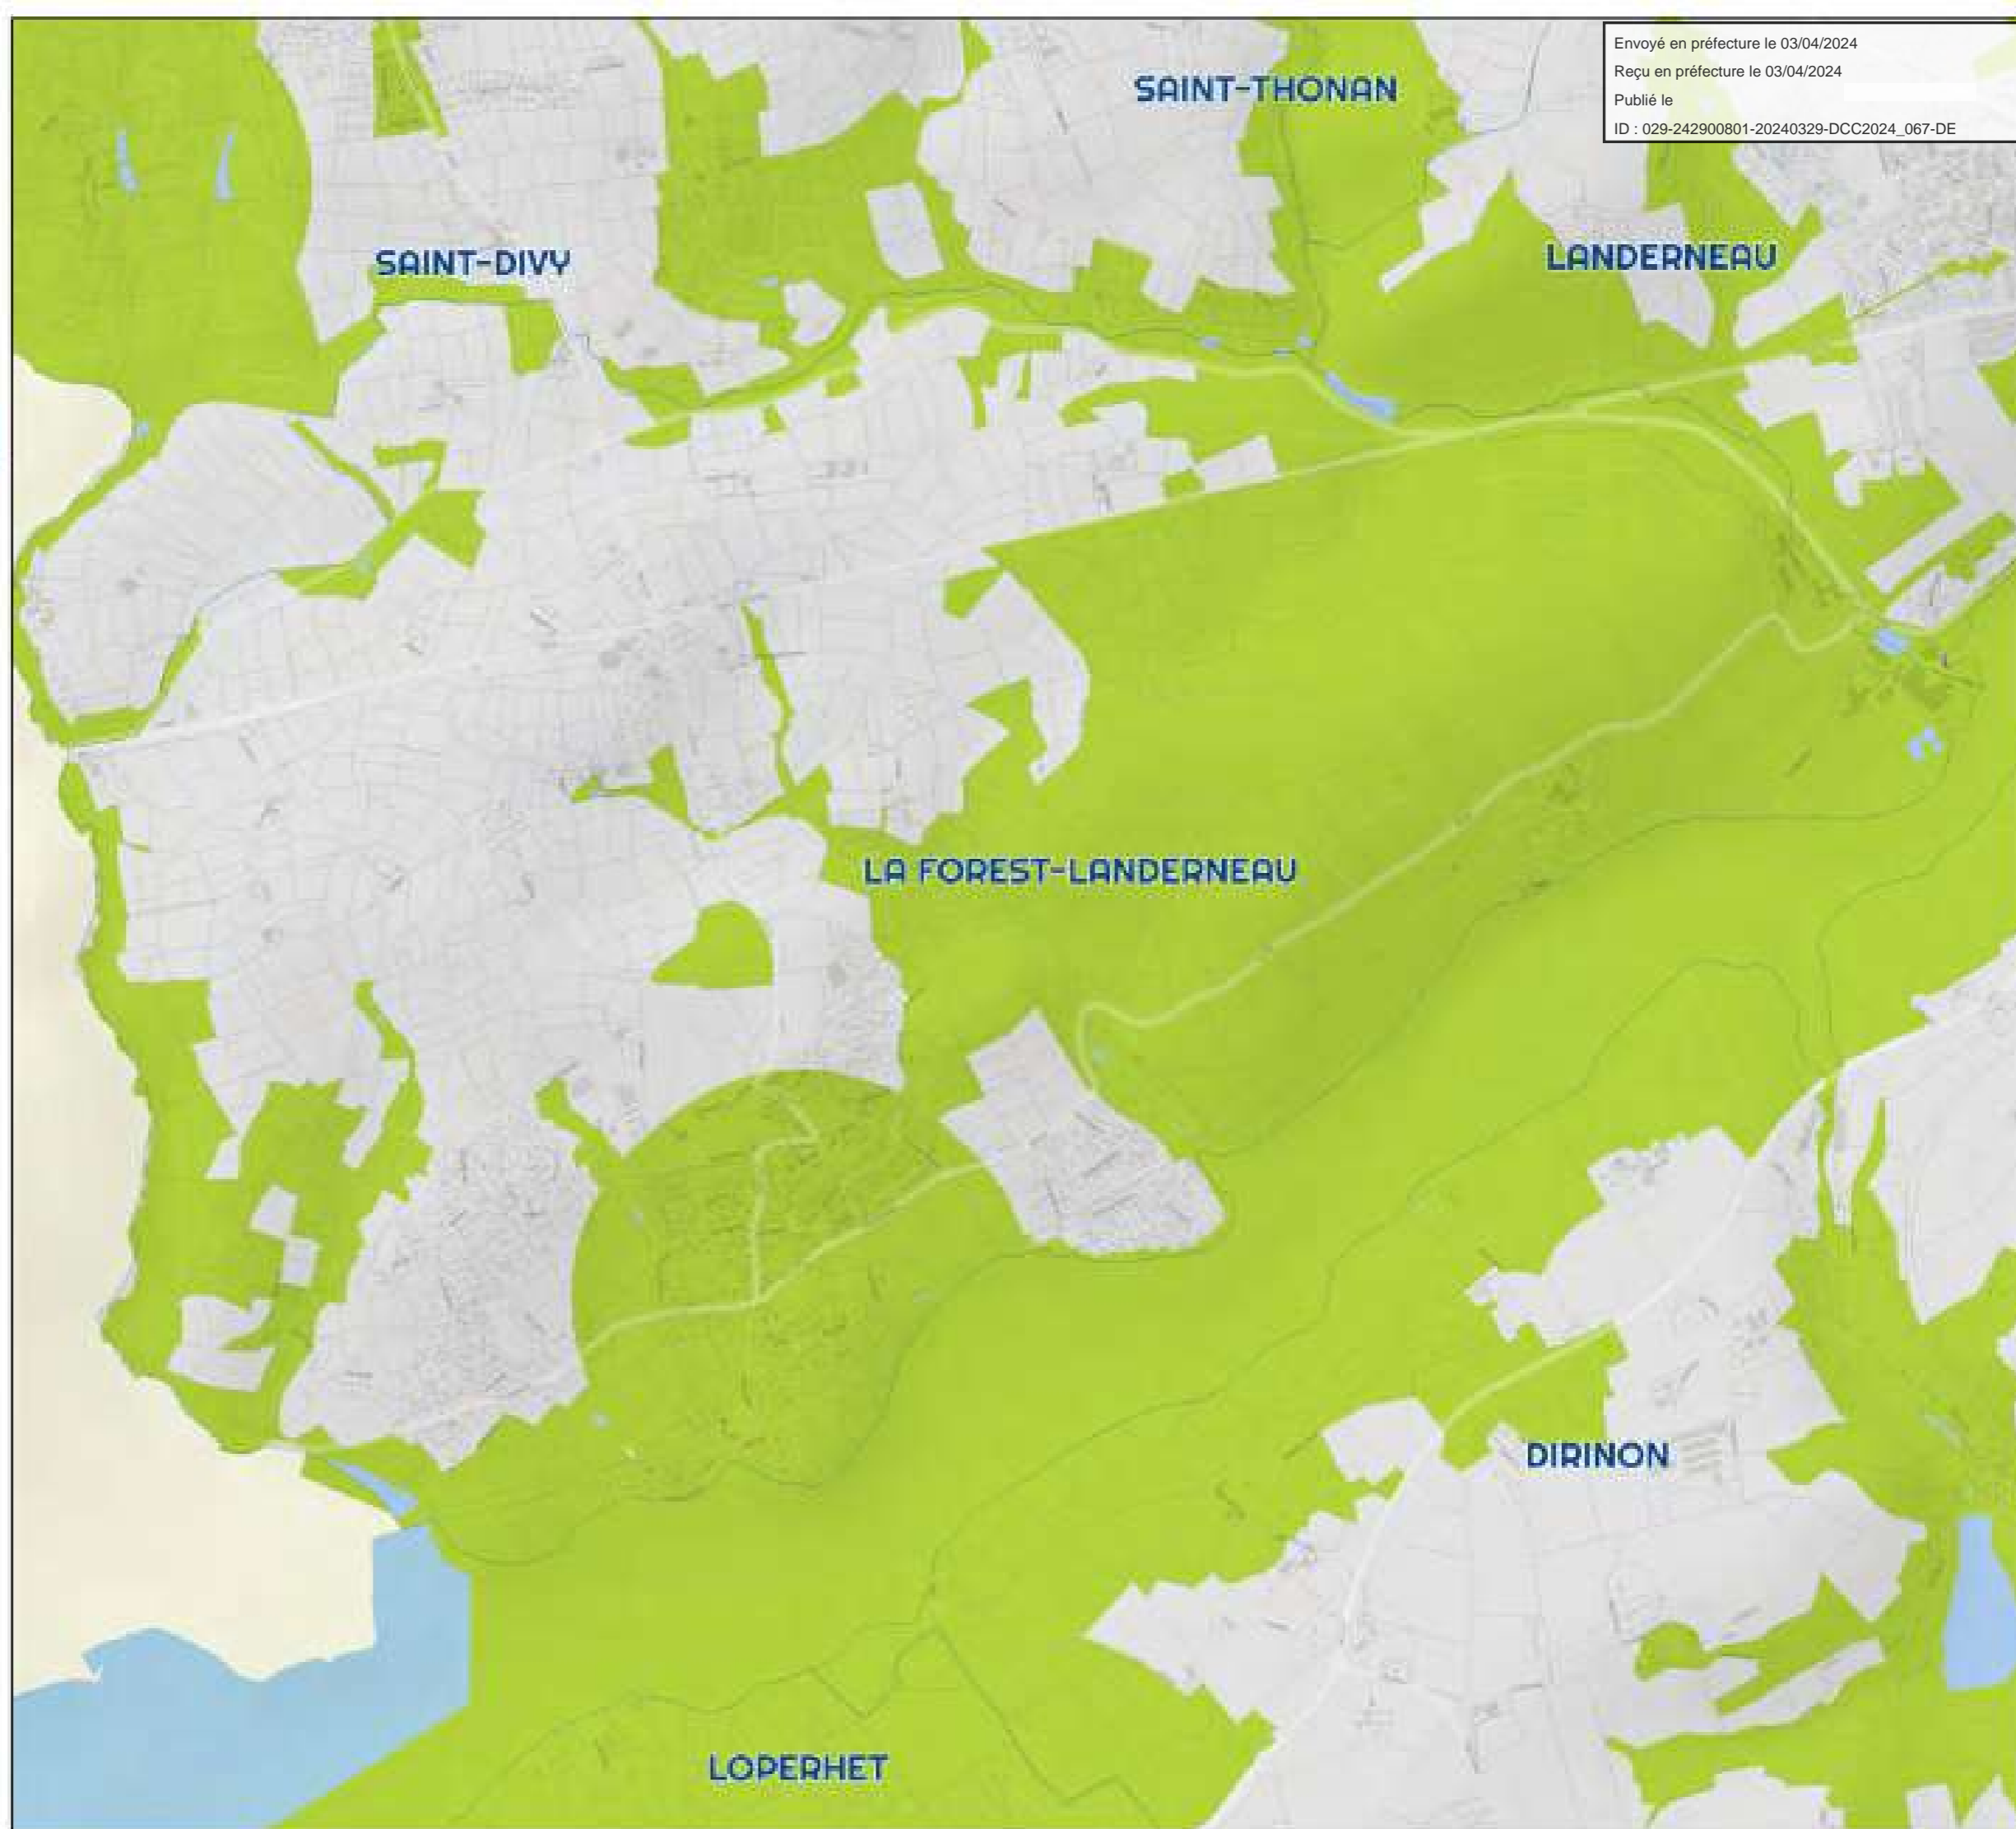 Envoyé en préfecture le 03/04/2024
Reçu en préfecture le 03/04/2024
Publié le
ID : 029-242900801-20240329-DCC2024_067-DE
SAINT-THONAN
LANDERNEAU
SAINT-DIVY
LA FOREST-LANDERNEAU
DIRINON
LOPERHET